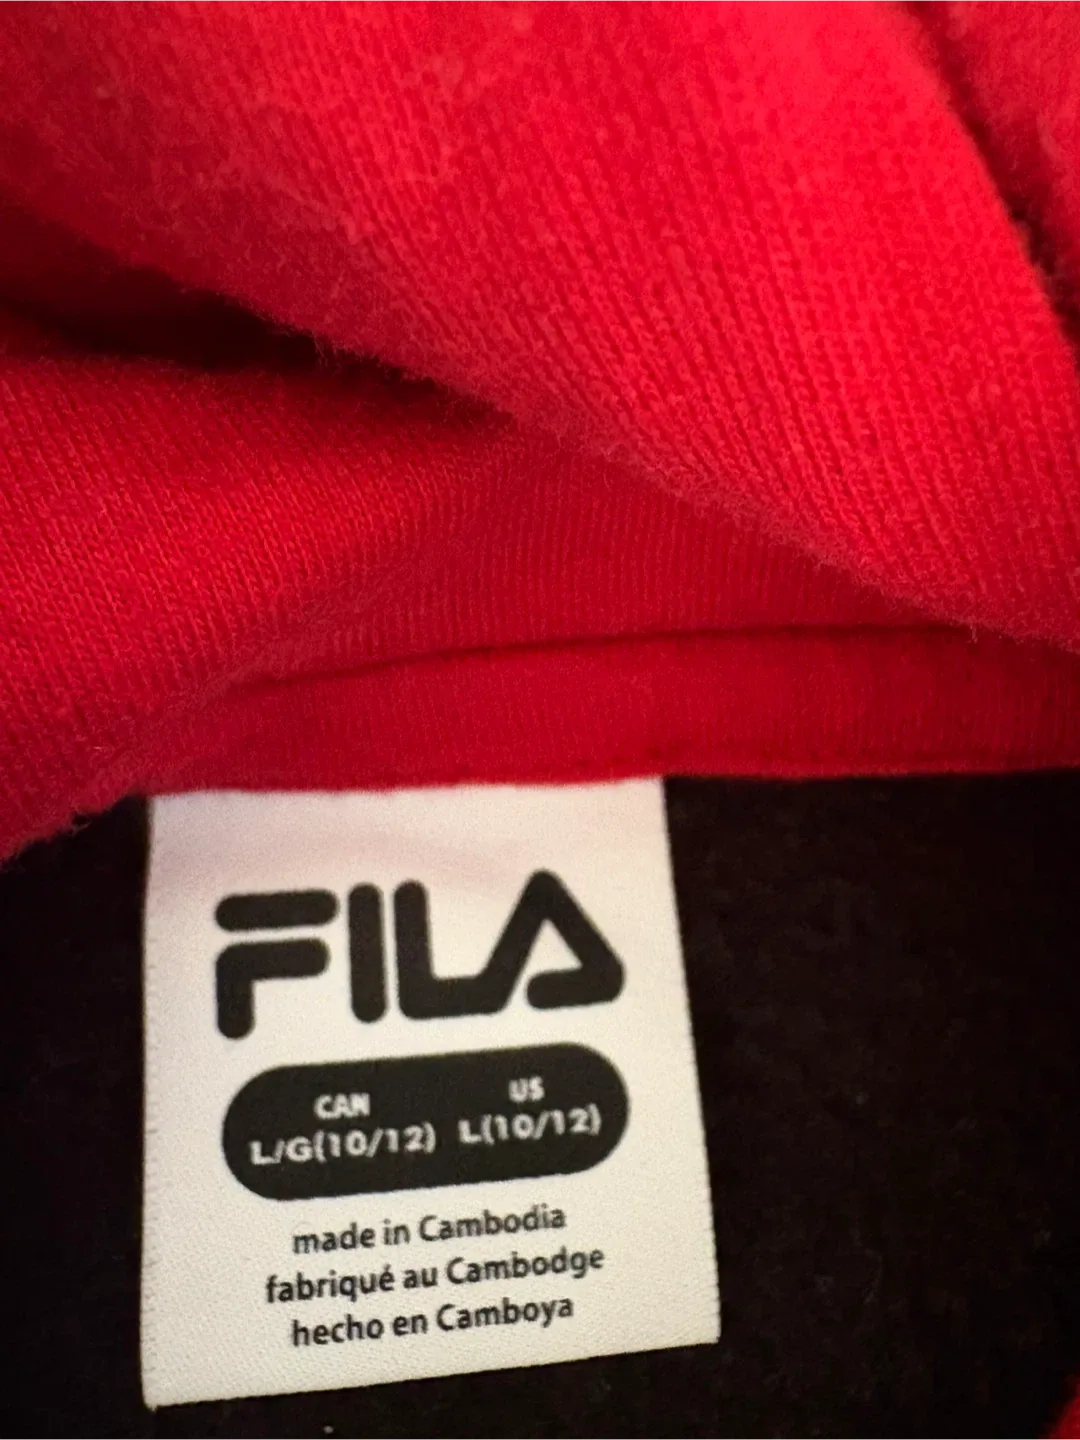 FILA
CAN US
L/G(10/12) L(10/12)
made in Cambodia
fabriqué au Cambodge
hecho en Camboya